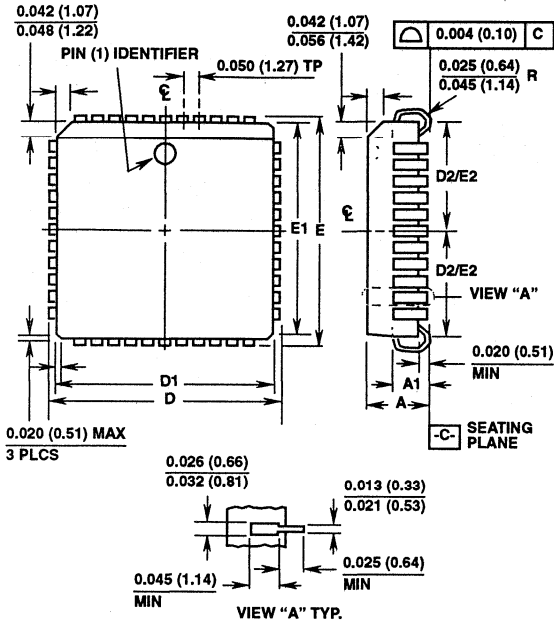 0.042 (1.07)
0.048 (1.22)
PIN (1) IDENTIFIER
0.050 (1.27) TP
℄
0.042 (1.07)
0.056 (1.42)
0.004 (0.10) C
0.025 (0.64)
0.045 (1.14) R
D2/E2
℄
E1 E
D2/E2
VIEW "A"
0.020 (0.51)
MIN
D1
D
A1
A
0.020 (0.51) MAX
3 PLCS
-C- SEATING
PLANE
0.026 (0.66)
0.032 (0.81)
0.013 (0.33)
0.021 (0.53)
0.045 (1.14)
MIN
0.025 (0.64)
MIN
VIEW "A" TYP.